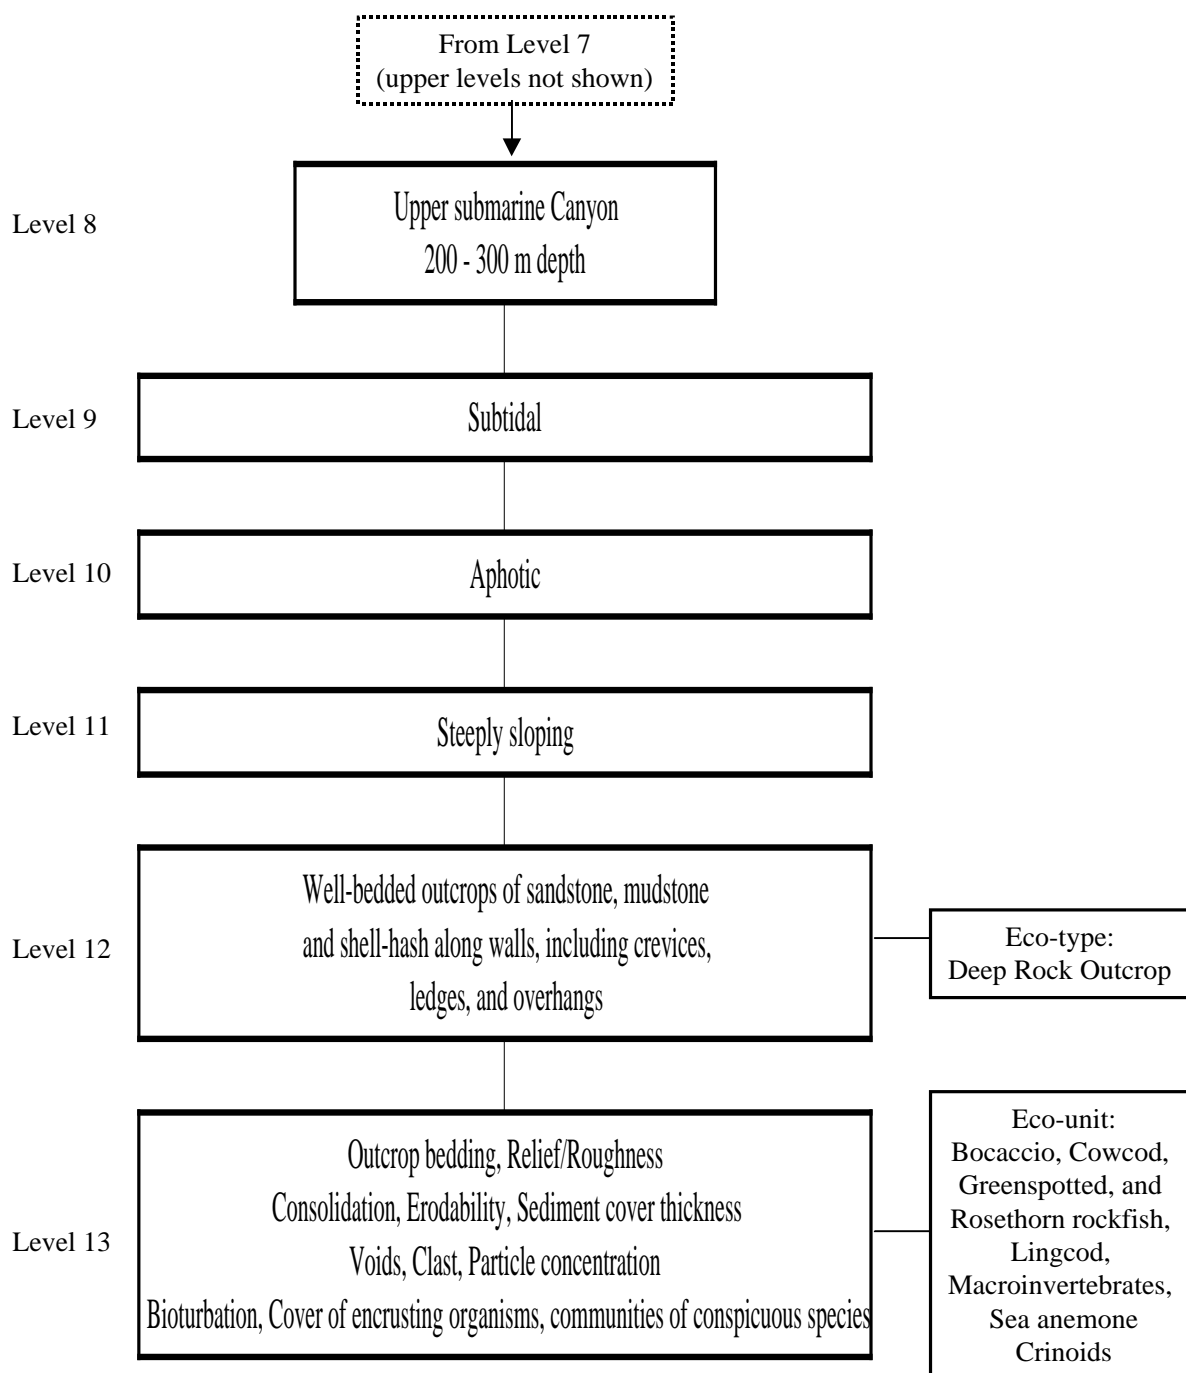 From Level 7
(upper levels not shown)
Level 8
Upper submarine Canyon
200 - 300 m depth
Level 9
Subtidal
Level 10
Aphotic
Level 11
Steeply sloping
Level 12
Well-bedded outcrops of sandstone, mudstone
and shell-hash along walls, including crevices,
ledges, and overhangs
Eco-type:
Deep Rock Outcrop
Level 13
Outcrop bedding, Relief/Roughness
Consolidation, Erodability, Sediment cover thickness
Voids, Clast, Particle concentration
Bioturbation, Cover of encrusting organisms, communities of conspicuous species
Eco-unit:
Bocaccio, Cowcod,
Greenspotted, and
Rosethorn rockfish,
Lingcod,
Macroinvertebrates,
Sea anemone
Crinoids